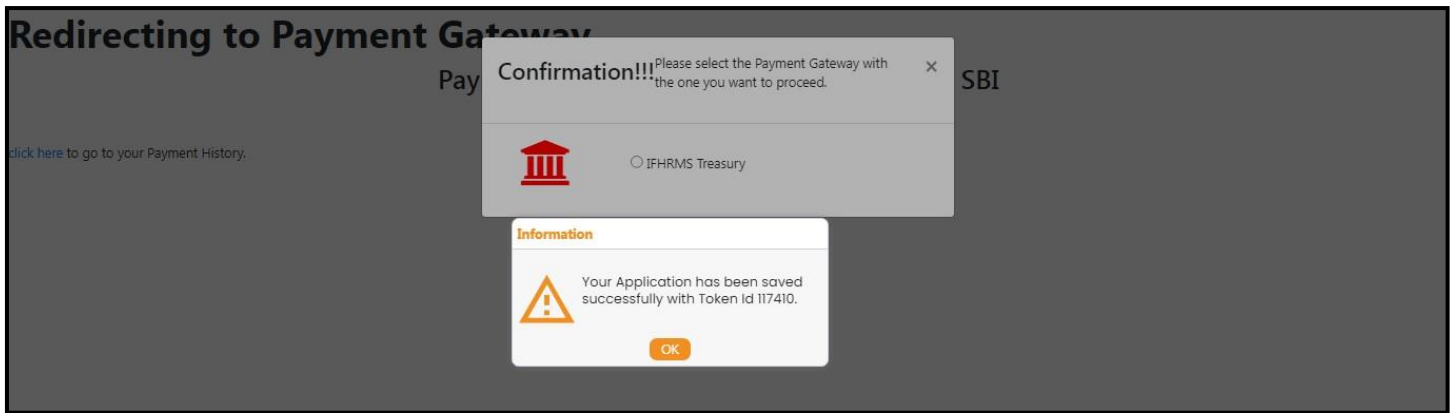 Redirecting to Payment Gateway
Confirmation!!! Please select the Payment Gateway with
the one you want to proceed.
×
Pay SBI
click here to go to your Payment History.
IFHRMS Treasury
Information
Your Application has been saved
successfully with Token Id 117410.
OK